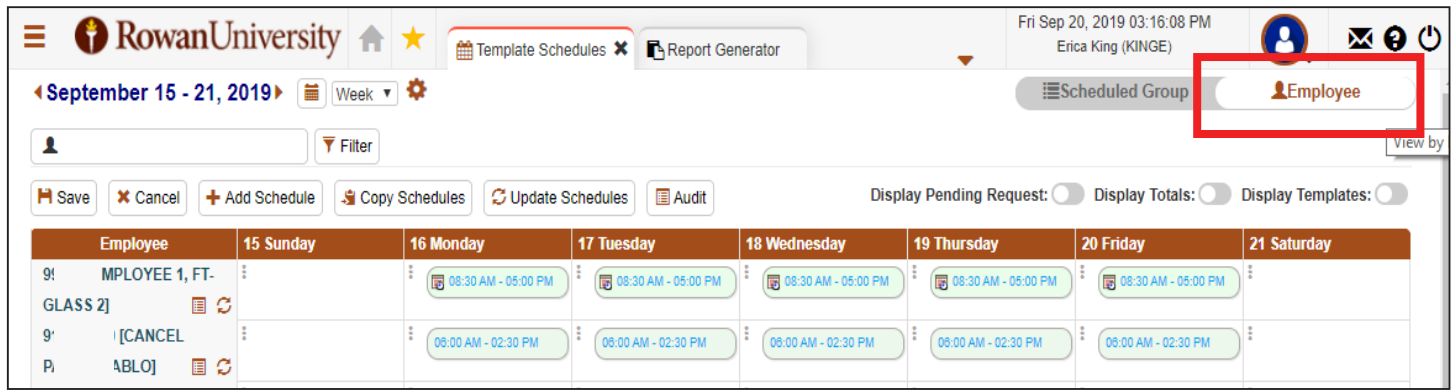 Rowan University
Template Schedules ✖ Report Generator
Fri Sep 20, 2019 03:16:08 PM
Erica King (KINGE)
September 15 - 21, 2019 Week
Scheduled Group Employee
Filter
View by
Save Cancel Add Schedule Copy Schedules Update Schedules Audit Display Pending Request: Display Totals: Display Templates:
Employee 15 Sunday 16 Monday 17 Tuesday 18 Wednesday 19 Thursday 20 Friday 21 Saturday
MPLOYEE 1, FT- 08:30 AM - 05:00 PM 08:30 AM - 05:00 PM 08:30 AM - 05:00 PM 08:30 AM - 05:00 PM 08:30 AM - 05:00 PM
GLASS 2]
[CANCEL 06:00 AM - 02:30 PM 06:00 AM - 02:30 PM 06:00 AM - 02:30 PM 06:00 AM - 02:30 PM 06:00 AM - 02:30 PM
ABLO]